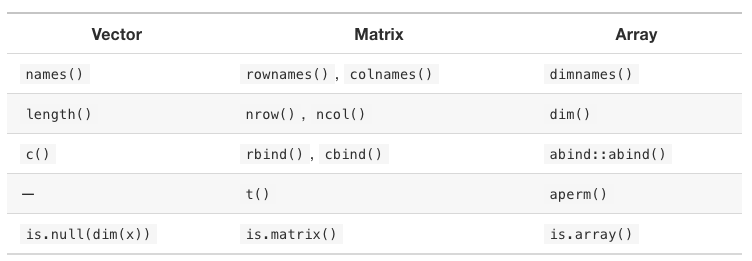 Vector Matrix Array
names() rownames(), colnames() dimnames()
length() nrow(), ncol() dim()
c() rbind(), cbind() abind::abind()
— t() aperm()
is.null(dim(x)) is.matrix() is.array()